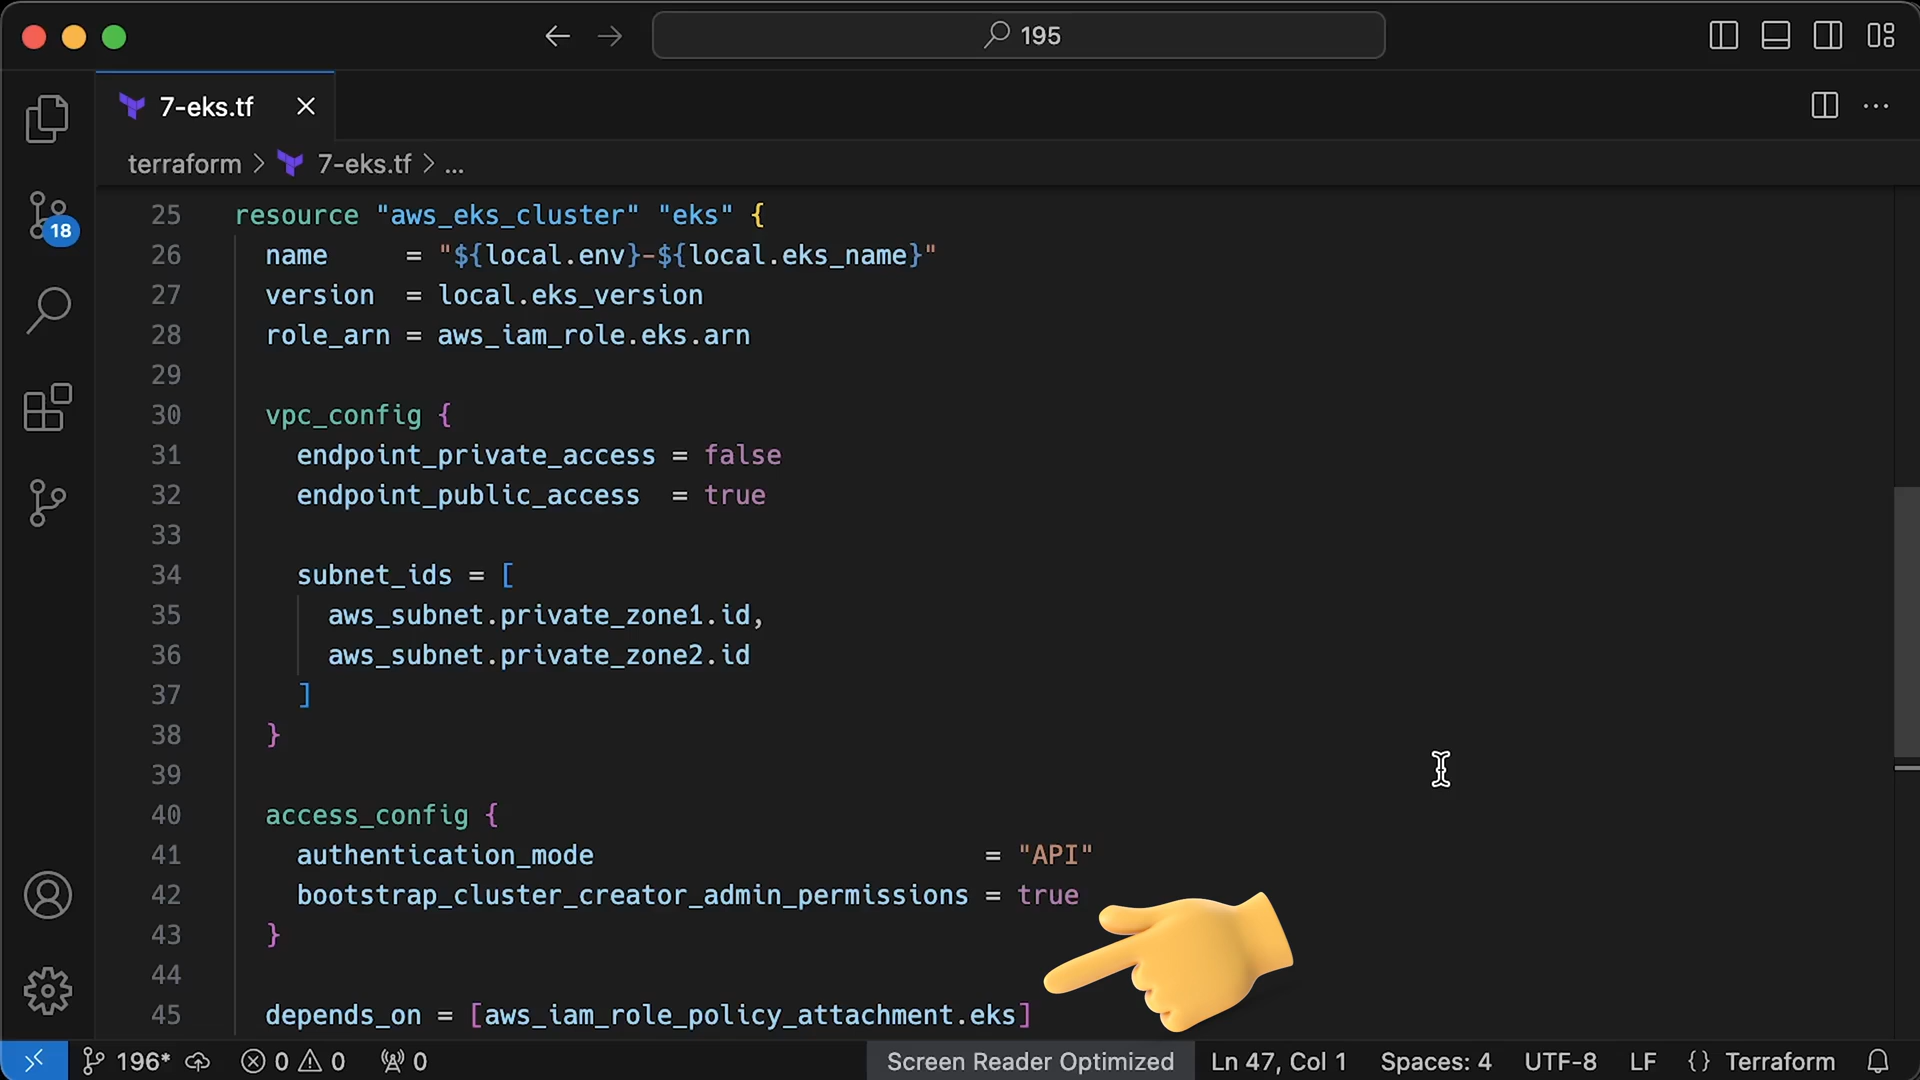 195
7-eks.tf
terraform > 7-eks.tf > ...
25 resource "aws_eks_cluster" "eks" {
26 name     = "${local.env}-${local.eks_name}"
27 version  = local.eks_version
28 role_arn = aws_iam_role.eks.arn
29
30 vpc_config {
31 endpoint_private_access = false
32 endpoint_public_access  = true
33
34 subnet_ids = [
35 aws_subnet.private_zone1.id,
36 aws_subnet.private_zone2.id
37 ]
38 }
39
40 access_config {
41 authentication_mode                         = "API"
42 bootstrap_cluster_creator_admin_permissions = true
43 }
44
45 depends_on = [aws_iam_role_policy_attachment.eks]
18
196* 0 0 0 Screen Reader Optimized Ln 47, Col 1 Spaces: 4 UTF-8 LF {} Terraform